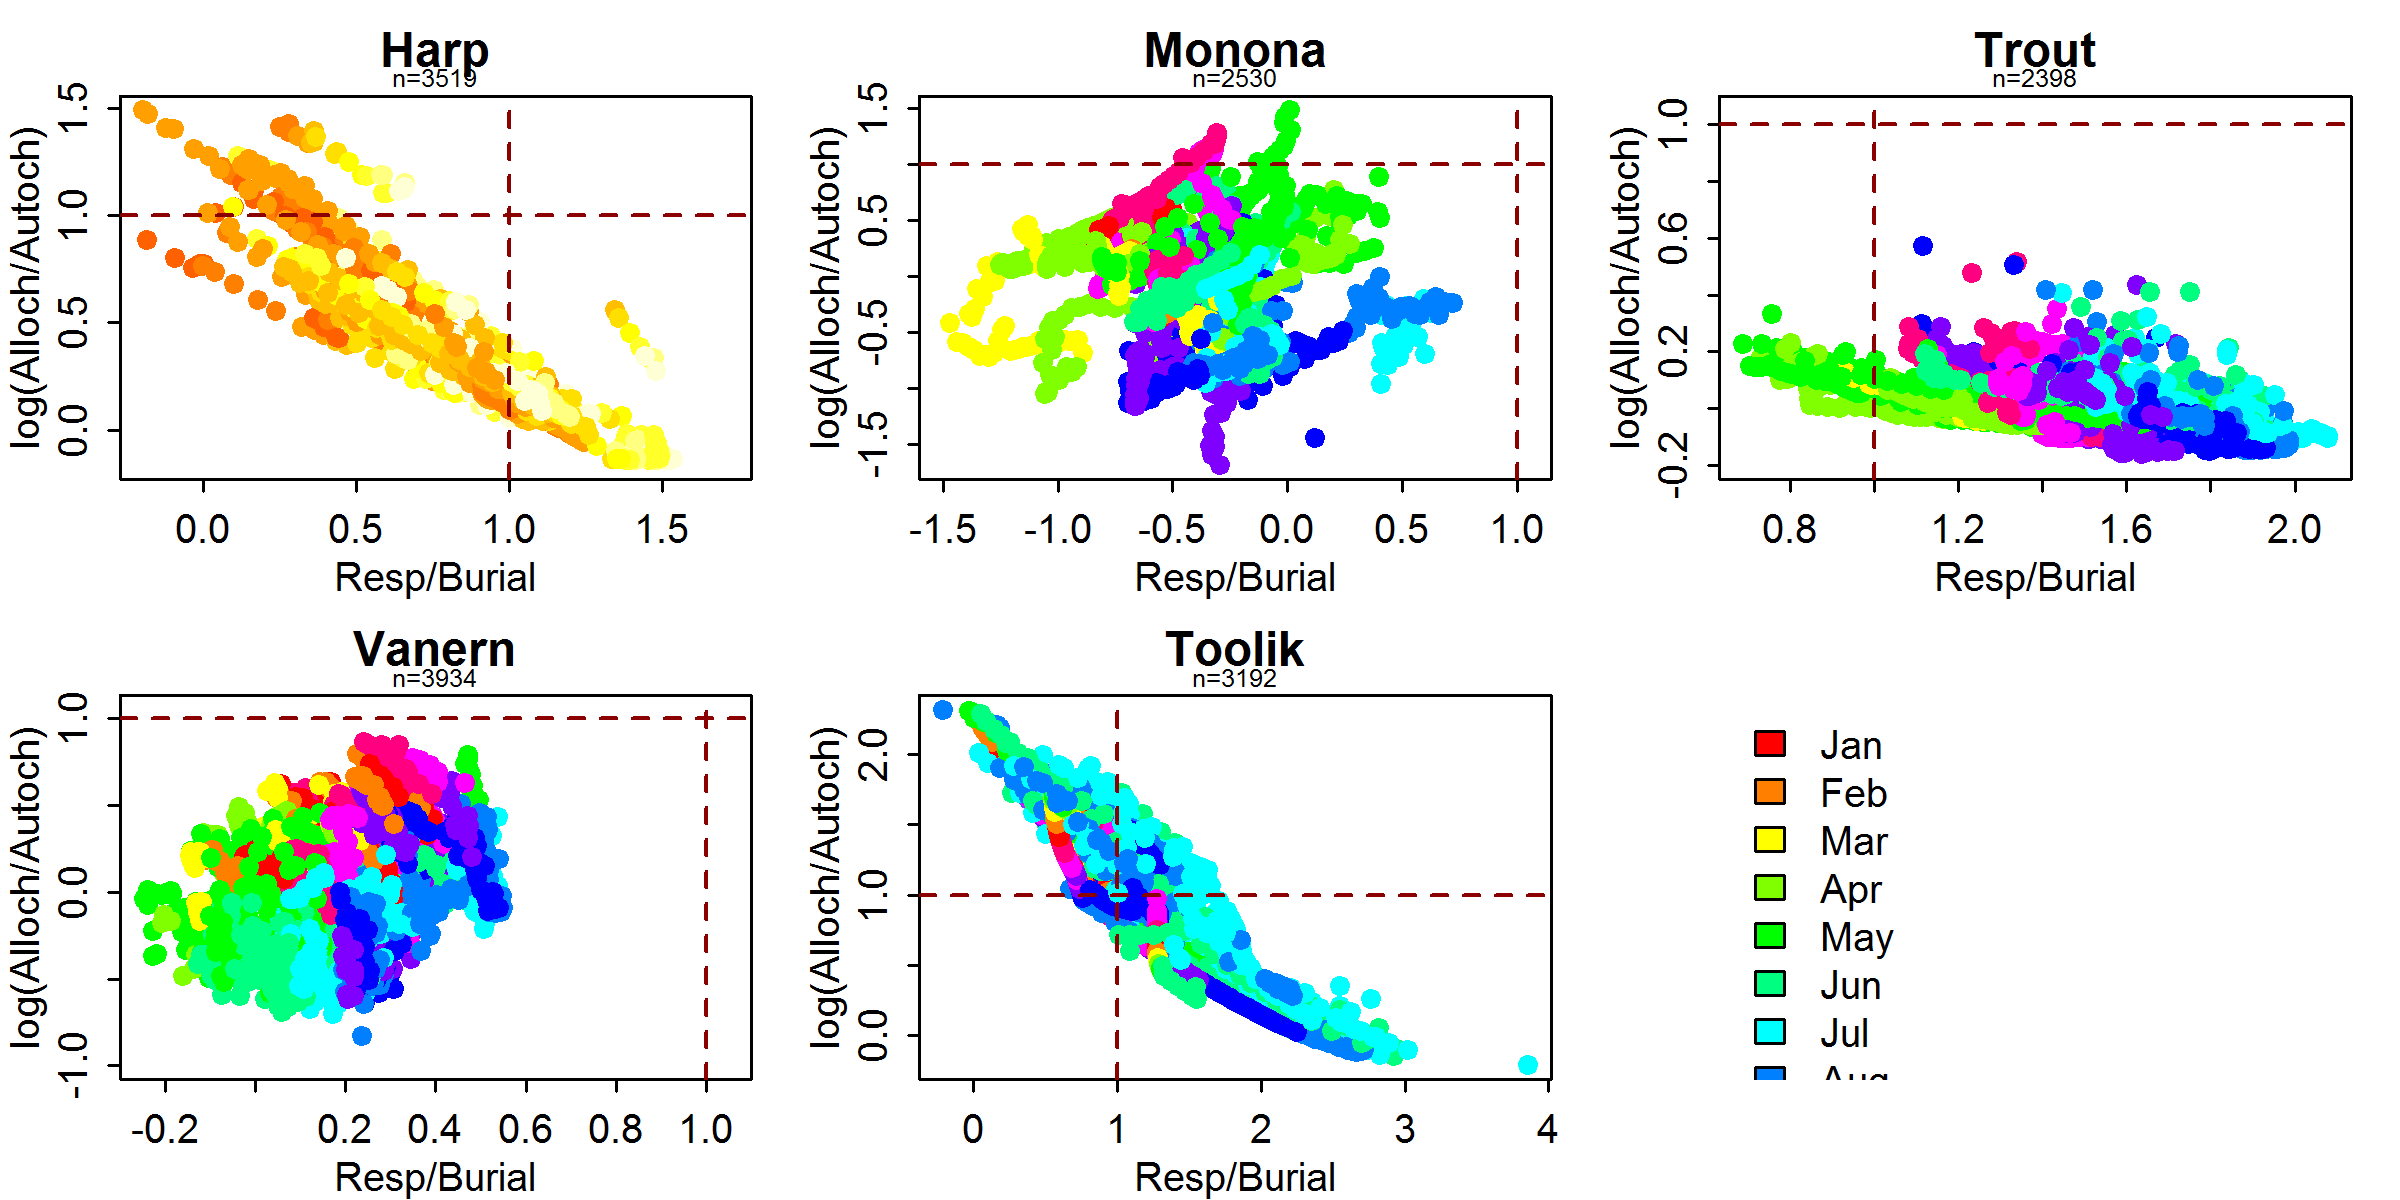 Harp
n=3519
log(Alloch/Autoch)
1.5
1.0
0.5
0.0
0.0 0.5 1.0 1.5
Resp/Burial
Monona
n=2530
log(Alloch/Autoch)
1.5
0.5
-0.5
-1.5
-1.5 -1.0 -0.5 0.0 0.5 1.0
Resp/Burial
Trout
n=2398
log(Alloch/Autoch)
1.0
0.6
0.2
-0.2
0.8 1.2 1.6 2.0
Resp/Burial
Vanern
n=3934
log(Alloch/Autoch)
1.0
0.0
-1.0
-0.2 0.2 0.4 0.6 0.8 1.0
Resp/Burial
Toolik
n=3192
log(Alloch/Autoch)
2.0
1.0
0.0
0 1 2 3 4
Resp/Burial
Jan
Feb
Mar
Apr
May
Jun
Jul
Aug